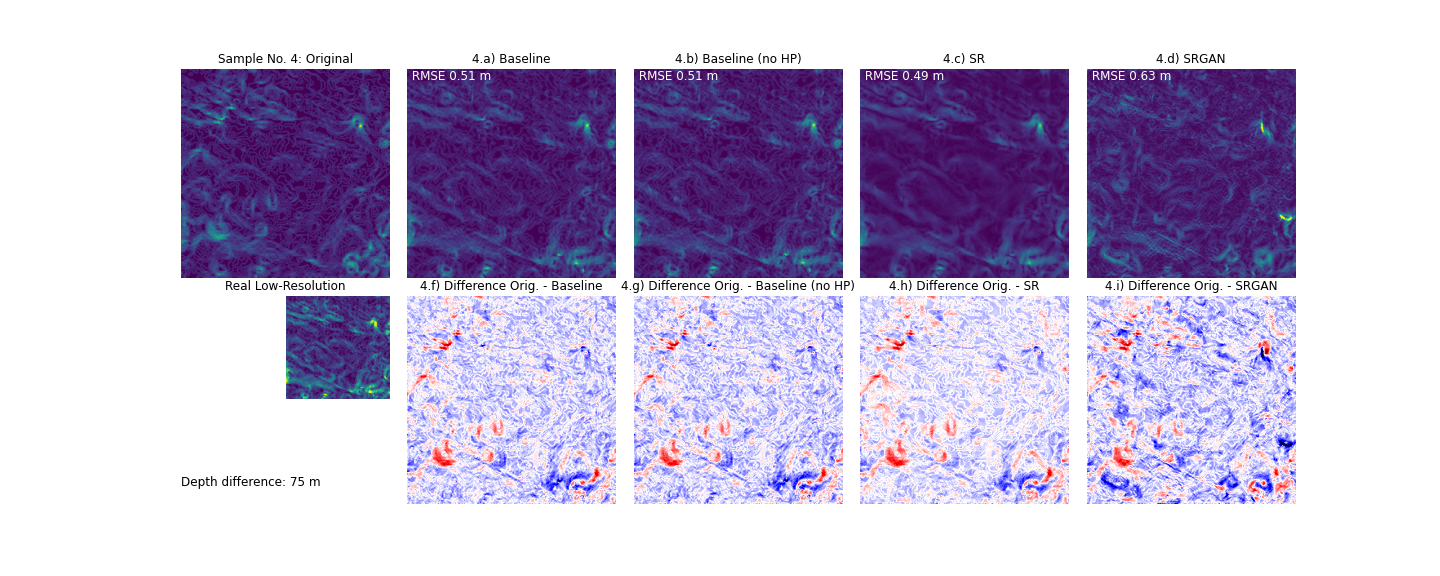 Sample No. 4: Original
4.a) Baseline
4.b) Baseline (no HP)
4.c) SR
4.d) SRGAN
RMSE 0.51 m
RMSE 0.51 m
RMSE 0.49 m
RMSE 0.63 m
Real Low-Resolution
4.f) Difference Orig. - Baseline
4.g) Difference Orig. - Baseline (no HP)
4.h) Difference Orig. - SR
4.i) Difference Orig. - SRGAN
Depth difference: 75 m